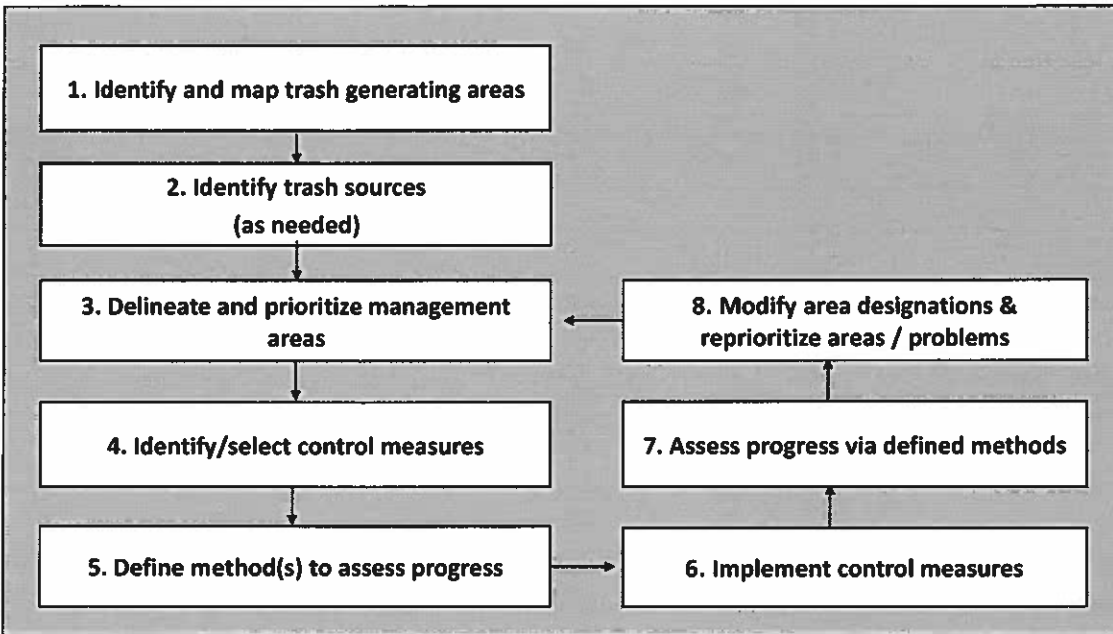 1. Identify and map trash generating areas
2. Identify trash sources
(as needed)
3. Delineate and prioritize management
areas
4. Identify/select control measures
5. Define method(s) to assess progress
6. Implement control measures
7. Assess progress via defined methods
8. Modify area designations &
reprioritize areas / problems